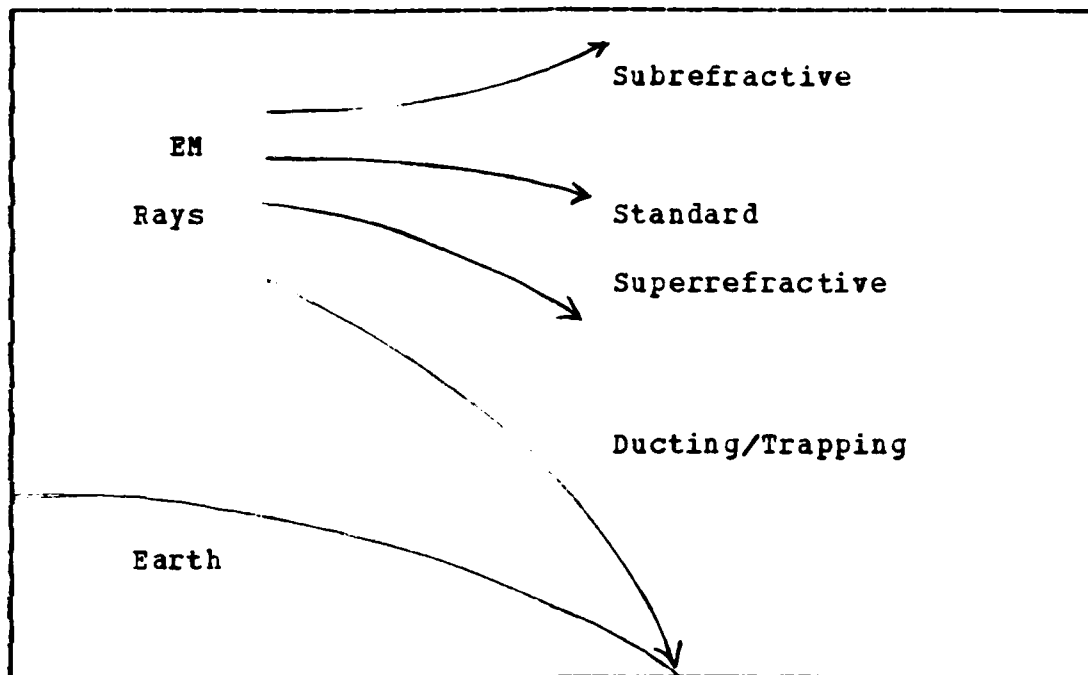 Subrefractive
EM
Rays
Standard
Superrefractive
Ducting/Trapping
Earth